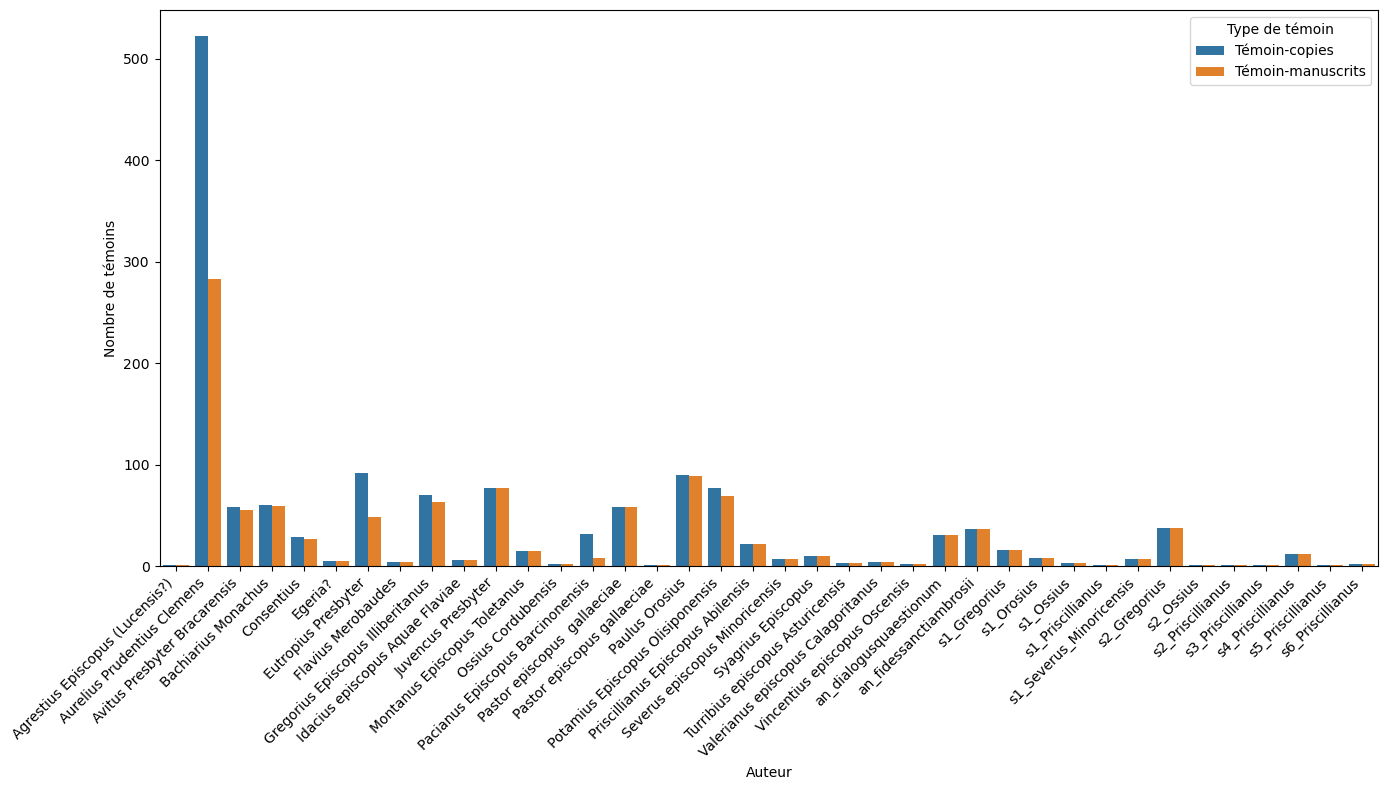 Type de témoin
Témoin-copies
Témoin-manuscrits
Nombre de témoins
500
400
300
200
100
0
Agrestius Episcopus (Lucensis?)
Aurelius Prudentius Clemens
Avitus Presbyter Bracarensis
Bachiarius Monachus
Consentius
Egeria?
Eutropius Presbyter
Flavius Merobaudes
Gregorius Episcopus Illiberitanus
Idacius episcopus Aquae Flaviae
Juvencus Presbyter
Montanus Episcopus Toletanus
Ossius Cordubensis
Pacianus Episcopus Barcinonensis
Pastor episcopus  gallaeciae
Pastor episcopus gallaeciae
Paulus Orosius
Potamius Episcopus Olisiponensis
Priscillianus Episcopus Abilensis
Severus episcopus Minoricensis
Syagrius Episcopus
Turribius episcopus Asturicensis
Valerianus episcopus Calagoritanus
Vincentius episcopus Oscensis
an_dialogusquaestionum
an_fidessanctiambrosii
s1_Gregorius
s1_Orosius
s1_Ossius
s1_Priscillianus
s1_Severus_Minoricensis
s2_Gregorius
s2_Ossius
s2_Priscillianus
s3_Priscillianus
s4_Priscillianus
s5_Priscillianus
s6_Priscillianus
Auteur